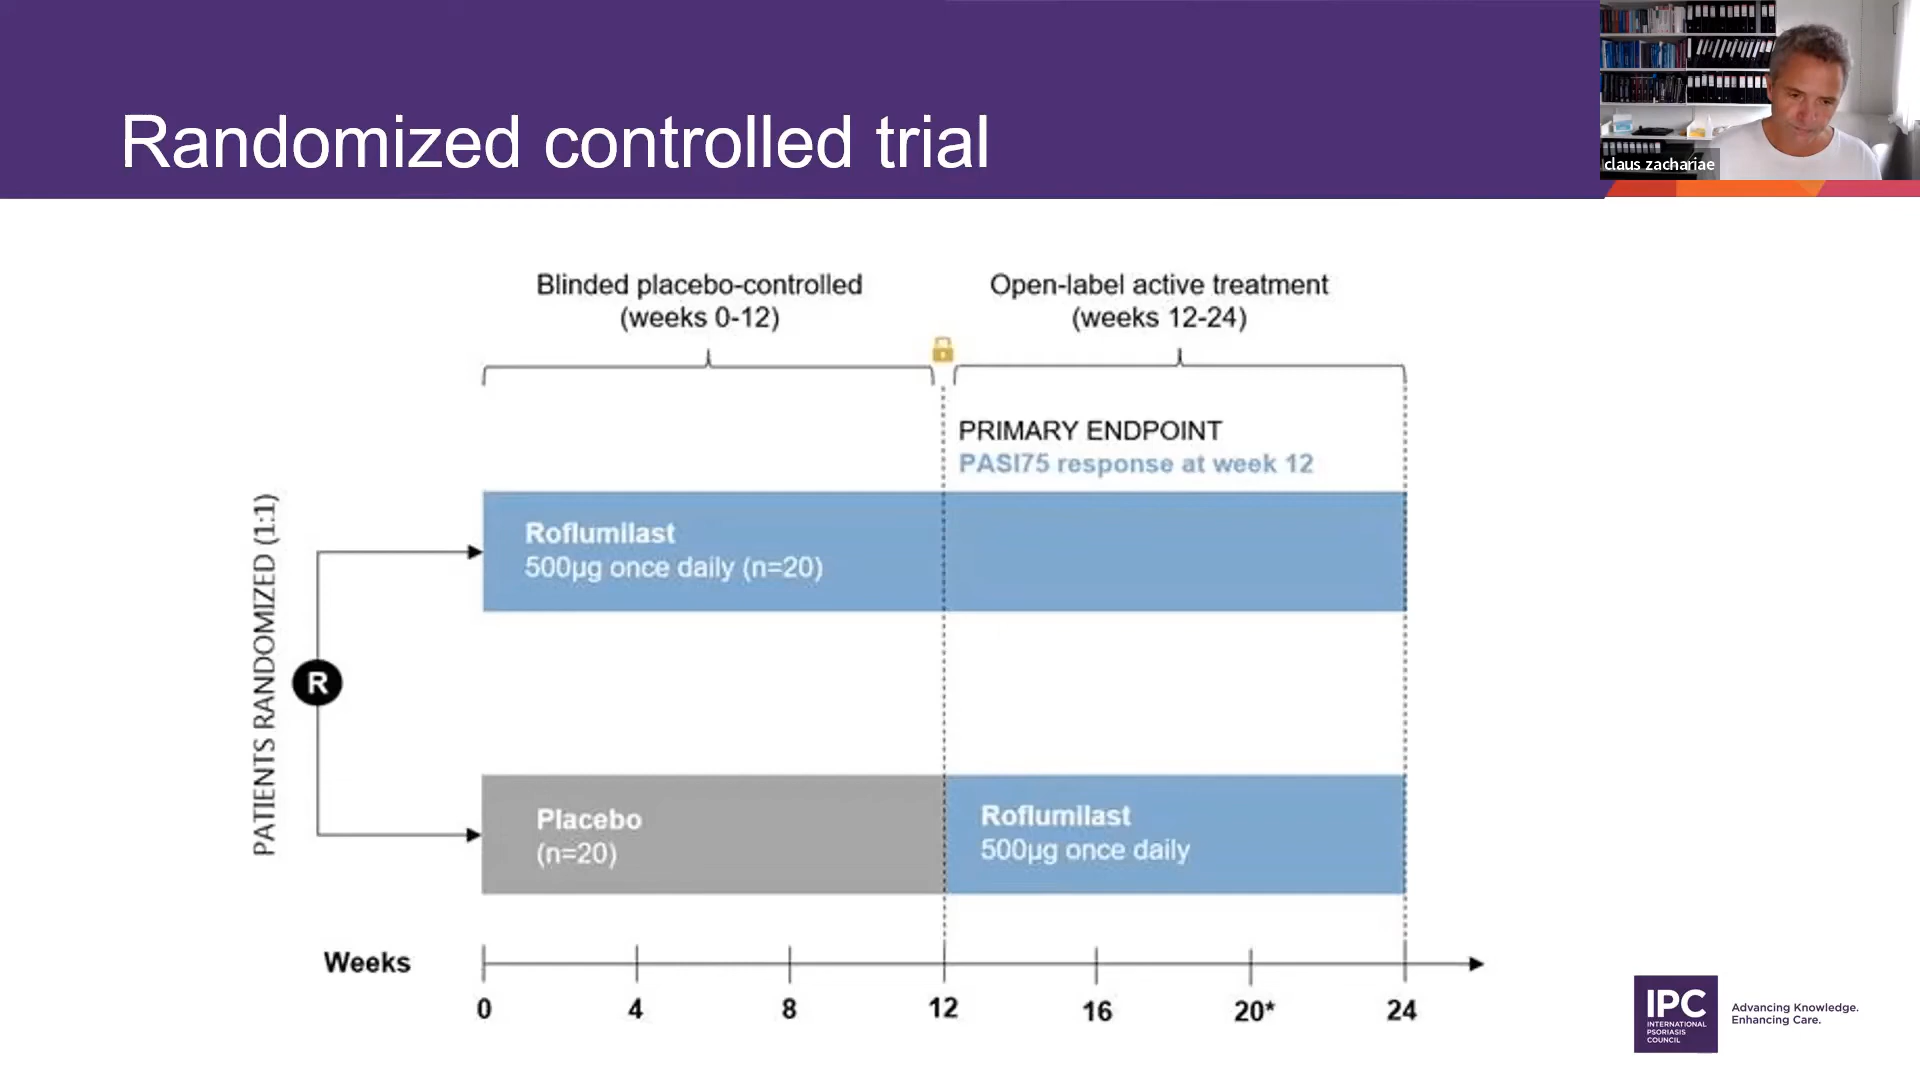 Randomized controlled trial
claus zachariae
Blinded placebo-controlled
(weeks 0-12)
Open-label active treatment
(weeks 12-24)
PRIMARY ENDPOINT
PASI75 response at week 12
PATIENTS RANDOMIZED (1:1)
R
Roflumilast
500µg once daily (n=20)
Placebo
(n=20)
Roflumilast
500µg once daily
Weeks
0 4 8 12 16 20* 24
IPC
INTERNATIONAL
PSORIASIS
COUNCIL
Advancing Knowledge.
Enhancing Care.